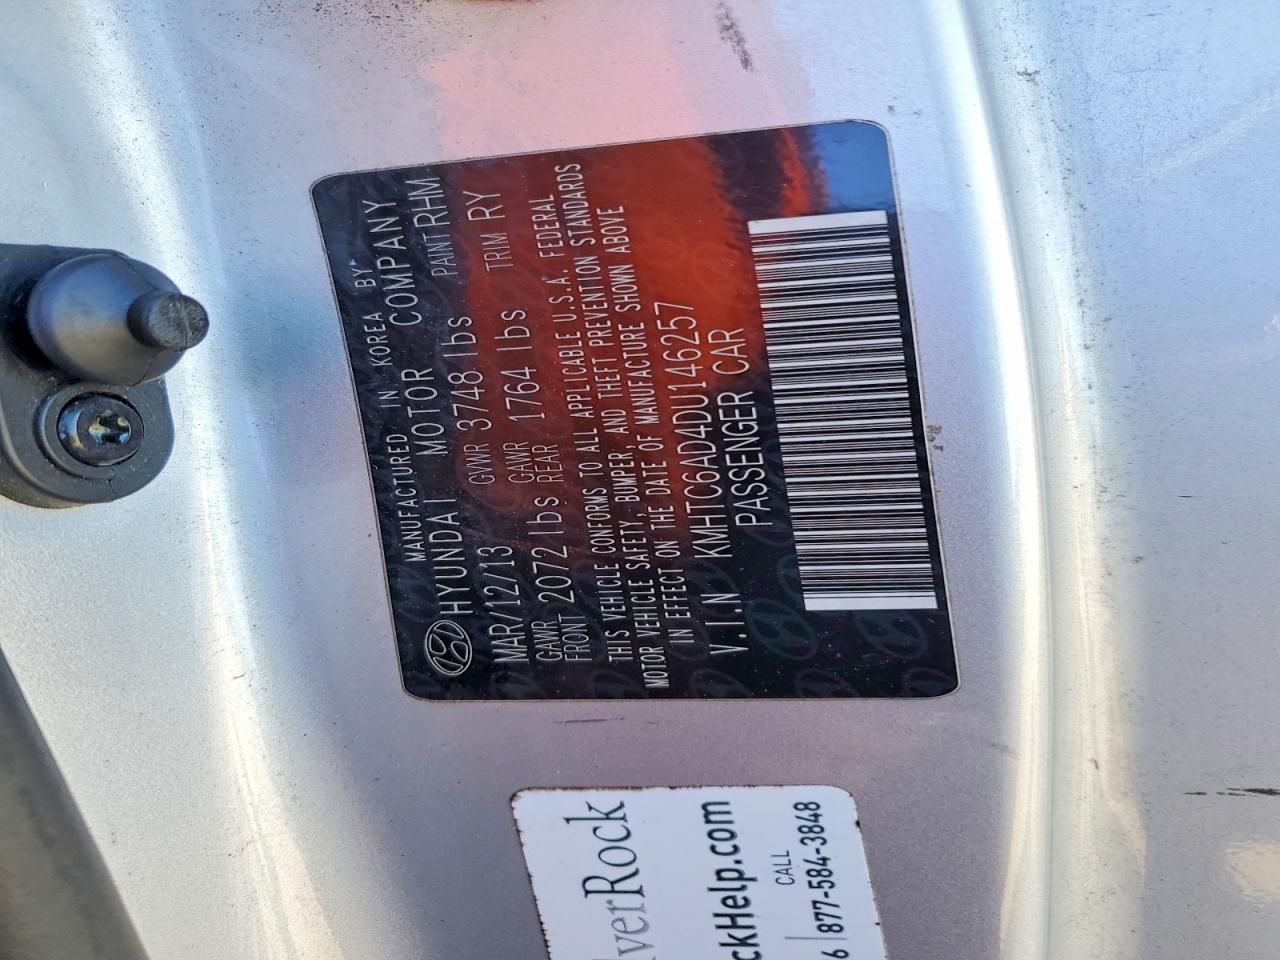 MANUFACTURED IN KOREA BY
HYUNDAI MOTOR COMPANY
MAR/12/13 GVWR 3748 lbs PAINT RHM
GAWR FRONT 2072 lbs GAWR REAR 1764 lbs TRIM RY
THIS VEHICLE CONFORMS TO ALL APPLICABLE U.S.A. FEDERAL
MOTOR VEHICLE SAFETY, BUMPER, AND THEFT PREVENTION STANDARDS
IN EFFECT ON THE DATE OF MANUFACTURE SHOWN ABOVE
V.I.N KMHTC6AD4DU146257
PASSENGER CAR
lverRock
ckHelp.com
CALL
6 | 877-584-3848